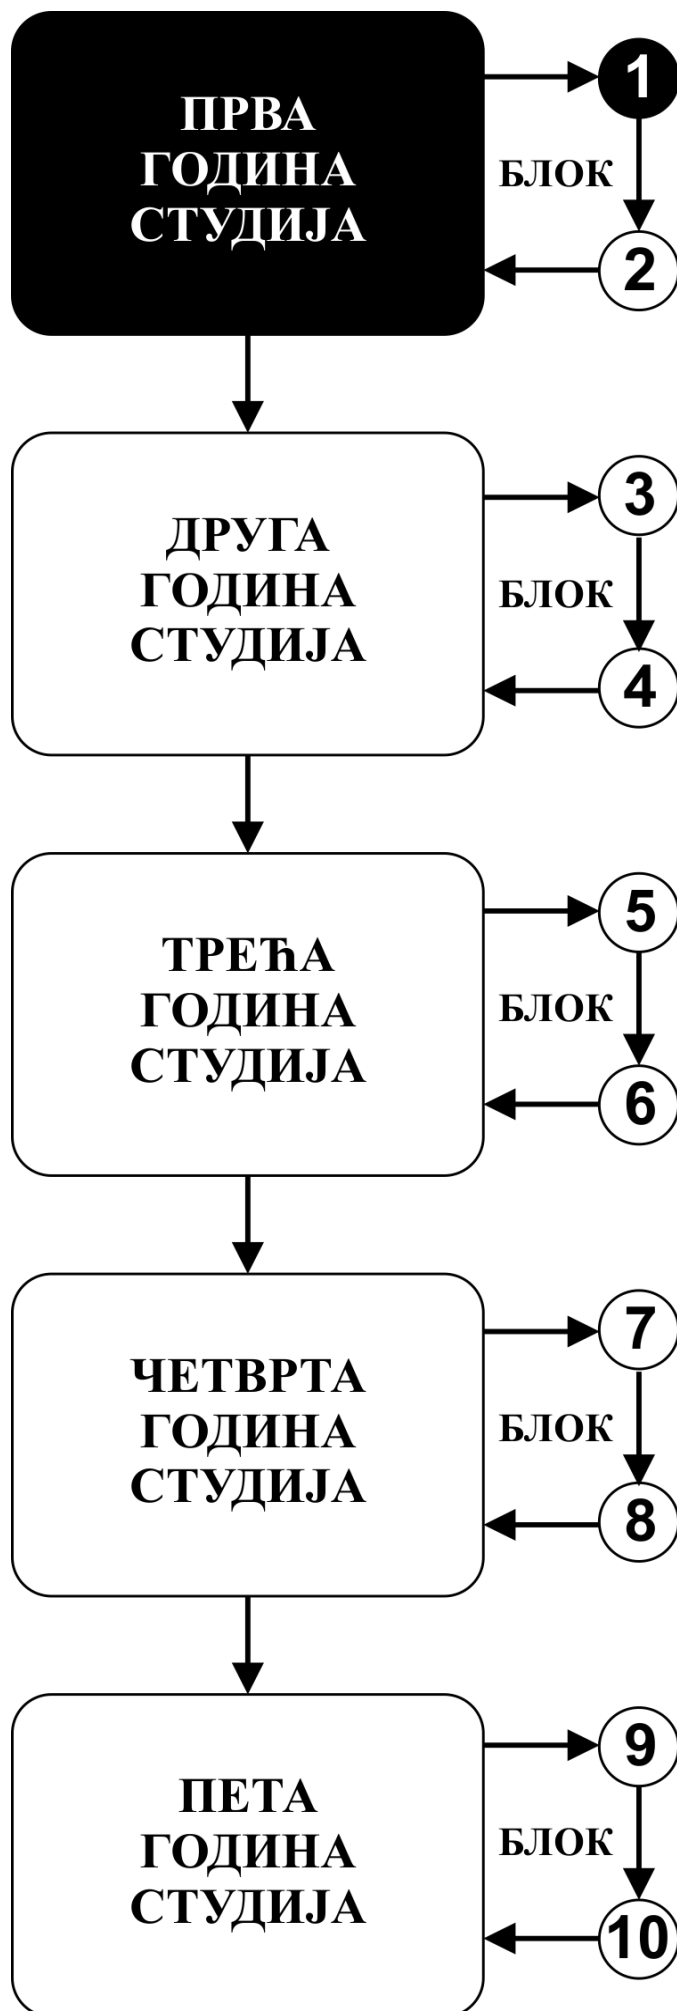 ПРВА
ГОДИНА
СТУДИЈА
1
БЛОК
2
ДРУГА
ГОДИНА
СТУДИЈА
3
БЛОК
4
ТРЕЋА
ГОДИНА
СТУДИЈА
5
БЛОК
6
ЧЕТВРТА
ГОДИНА
СТУДИЈА
7
БЛОК
8
ПЕТА
ГОДИНА
СТУДИЈА
9
БЛОК
10